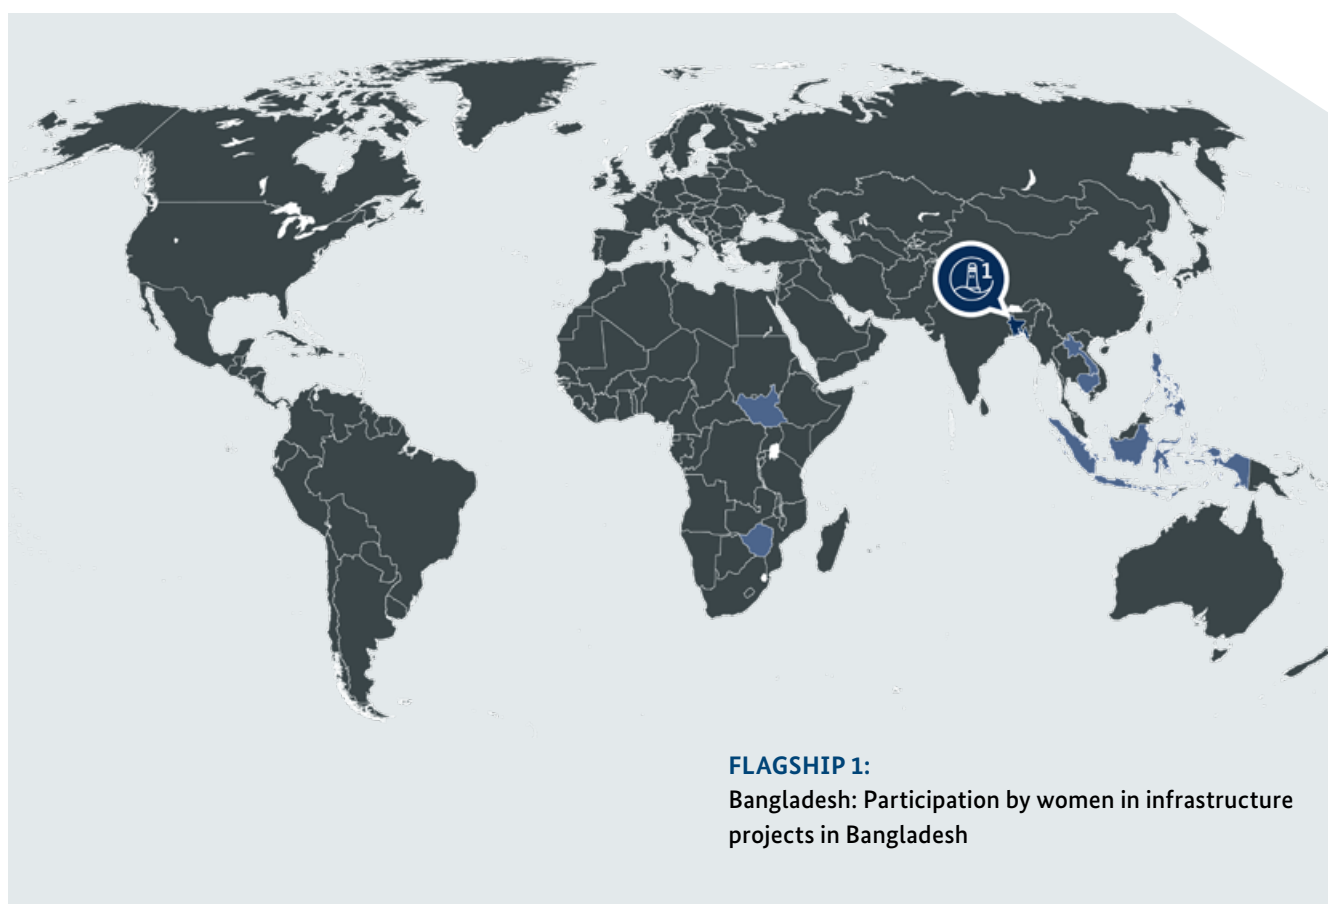 1
FLAGSHIP 1:
Bangladesh: Participation by women in infrastructure
projects in Bangladesh